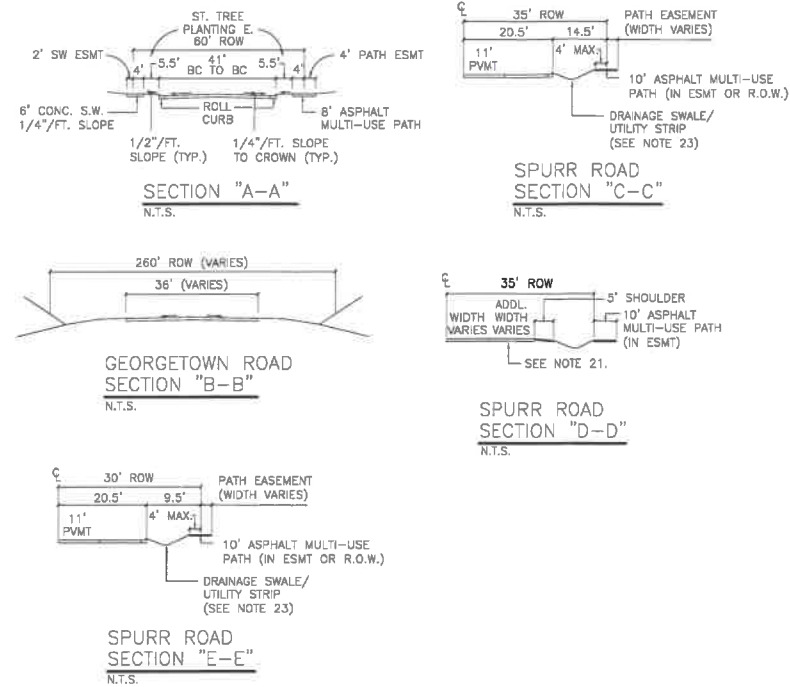 ST. TREE
PLANTING E.
60' ROW
2' SW ESMT
4'
5.5'
41'
BC TO BC
5.5'
4'
4' PATH ESMT
6' CONC. S.W.
1/4"/FT. SLOPE
ROLL
CURB
8' ASPHALT
MULTI-USE PATH
1/2"/FT.
SLOPE (TYP.)
1/4"/FT. SLOPE
TO CROWN (TYP.)
SECTION "A-A"
N.T.S.
℄
35' ROW
PATH EASEMENT
(WIDTH VARIES)
20.5'
14.5'
4' MAX.
11'
PVMT
10' ASPHALT MULTI-USE
PATH (IN ESMT OR R.O.W.)
DRAINAGE SWALE/
UTILITY STRIP
(SEE NOTE 23)
SPURR ROAD
SECTION "C-C"
N.T.S.
260' ROW (VARIES)
36' (VARIES)
GEORGETOWN ROAD
SECTION "B-B"
N.T.S.
℄
35' ROW
ADDL.
WIDTH WIDTH
VARIES VARIES
5' SHOULDER
10' ASPHALT
MULTI-USE PATH
(IN ESMT)
SEE NOTE 21.
SPURR ROAD
SECTION "D-D"
N.T.S.
℄
30' ROW
PATH EASEMENT
(WIDTH VARIES)
20.5'
9.5'
4' MAX.
11'
PVMT
10' ASPHALT MULTI-USE
PATH (IN ESMT OR R.O.W.)
DRAINAGE SWALE/
UTILITY STRIP
(SEE NOTE 23)
SPURR ROAD
SECTION "E-E"
N.T.S.